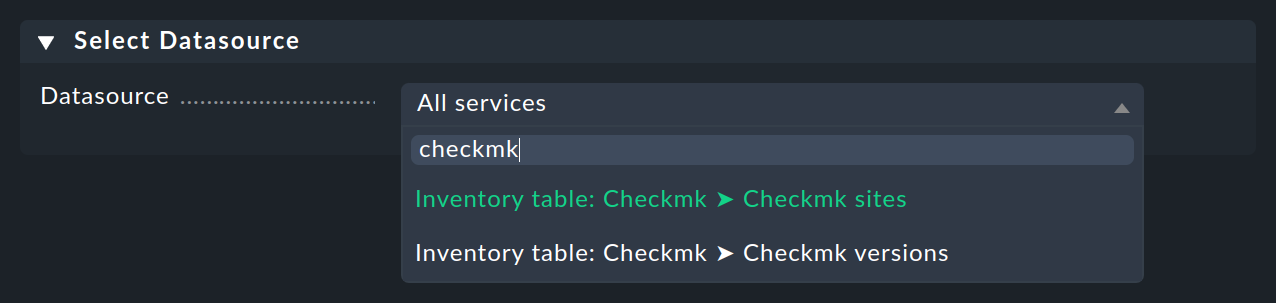 Select Datasource
Datasource
All services
checkmk
Inventory table: Checkmk ➤ Checkmk sites
Inventory table: Checkmk ➤ Checkmk versions